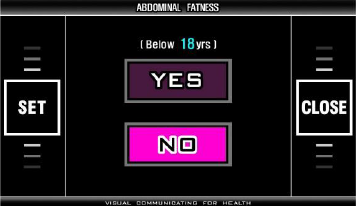 ABDOMINAL FATNESS
( Below 18yrs )
YES
SET
CLOSE
NO
VISUAL COMMUNICATING FOR HEALTH